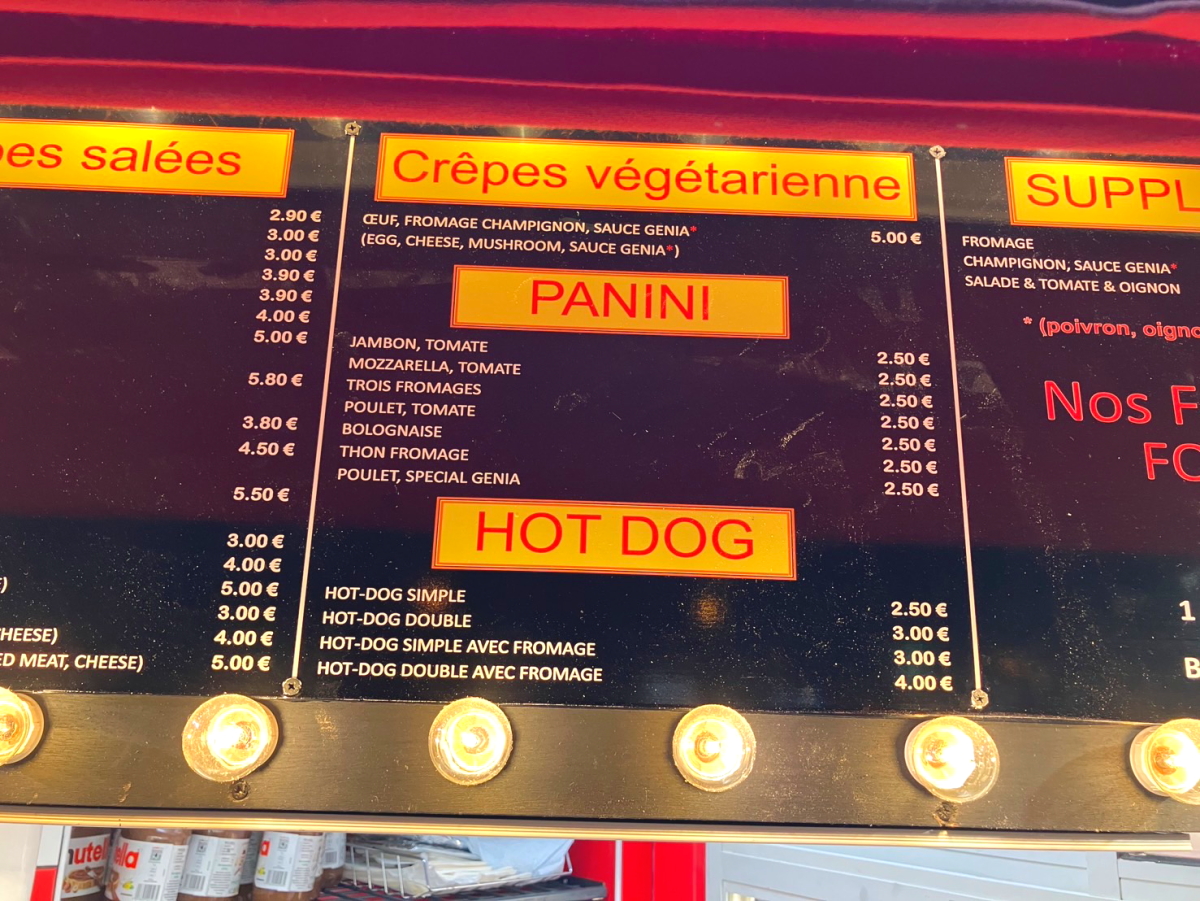 pes salées
2.90 €
3.00 €
3.00 €
3.90 €
3.90 €
4.00 €
5.00 €
5.80 €
3.80 €
4.50 €
5.50 €
3.00 €
4.00 €
5.00 €
3.00 €
CHEESE) 4.00 €
ED MEAT, CHEESE) 5.00 €
Crêpes végétarienne
ŒUF, FROMAGE CHAMPIGNON, SAUCE GENIA* 5.00 €
(EGG, CHEESE, MUSHROOM, SAUCE GENIA*)
PANINI
JAMBON, TOMATE 2.50 €
MOZZARELLA, TOMATE 2.50 €
TROIS FROMAGES 2.50 €
POULET, TOMATE 2.50 €
BOLOGNAISE 2.50 €
THON FROMAGE 2.50 €
POULET, SPECIAL GENIA 2.50 €
HOT DOG
HOT-DOG SIMPLE 2.50 €
HOT-DOG DOUBLE 3.00 €
HOT-DOG SIMPLE AVEC FROMAGE 3.00 €
HOT-DOG DOUBLE AVEC FROMAGE 4.00 €
SUPPL
FROMAGE
CHAMPIGNON, SAUCE GENIA*
SALADE & TOMATE & OIGNON
* (poivron, oigno
Nos F
FO
1
B
nutel
lla